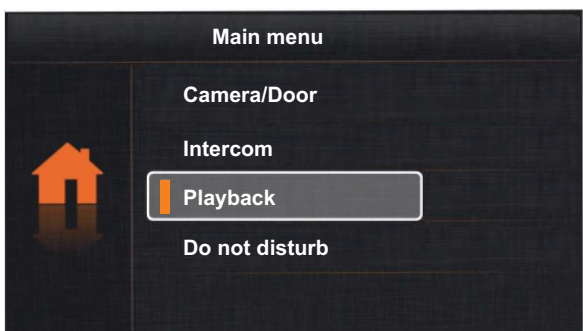 Main menu
Camera/Door
Intercom
Playback
Do not disturb